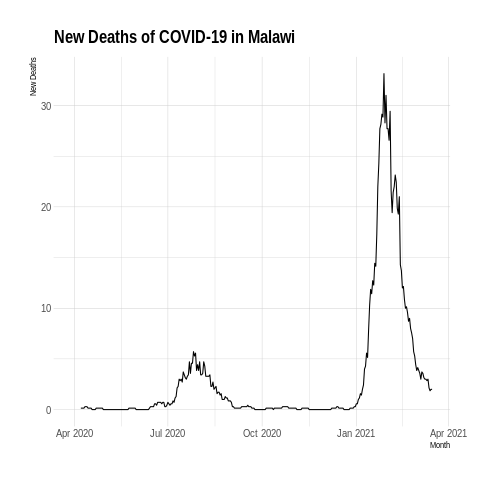 New Deaths of COVID-19 in Malawi
New Deaths
30
20
10
0
Apr 2020 Jul 2020 Oct 2020 Jan 2021 Apr 2021
Month